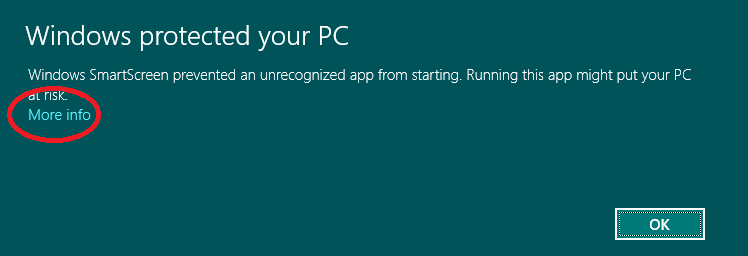 Windows protected your PC
Windows SmartScreen prevented an unrecognized app from starting. Running this app might put your PC
at risk.
More info
OK